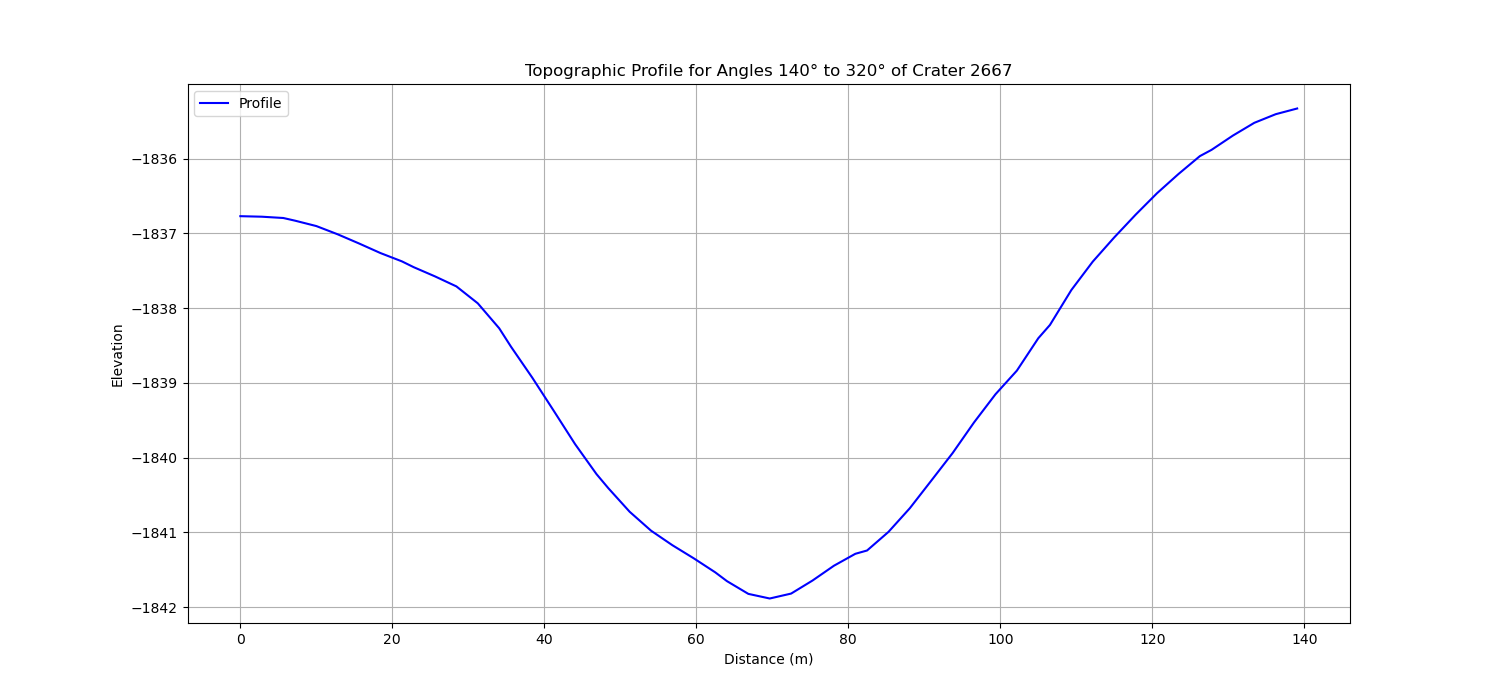 Topographic Profile for Angles 140° to 320° of Crater 2667
Profile
Elevation
−1836
−1837
−1838
−1839
−1840
−1841
−1842
0 20 40 60 80 100 120 140
Distance (m)